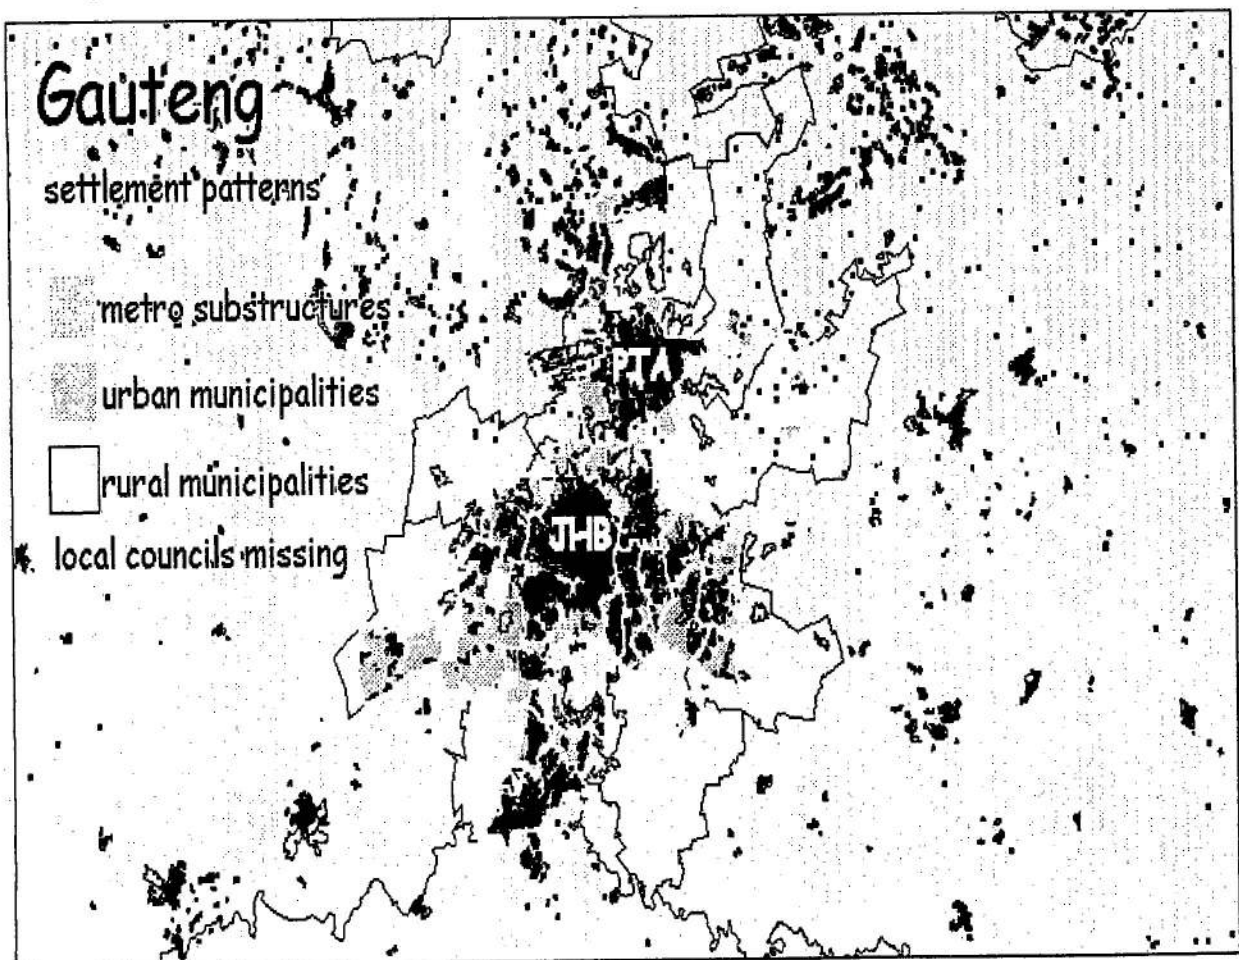 Gauteng
settlement patterns
metro substructures
urban municipalities
rural municipalities
local councils missing
PTA
JHB